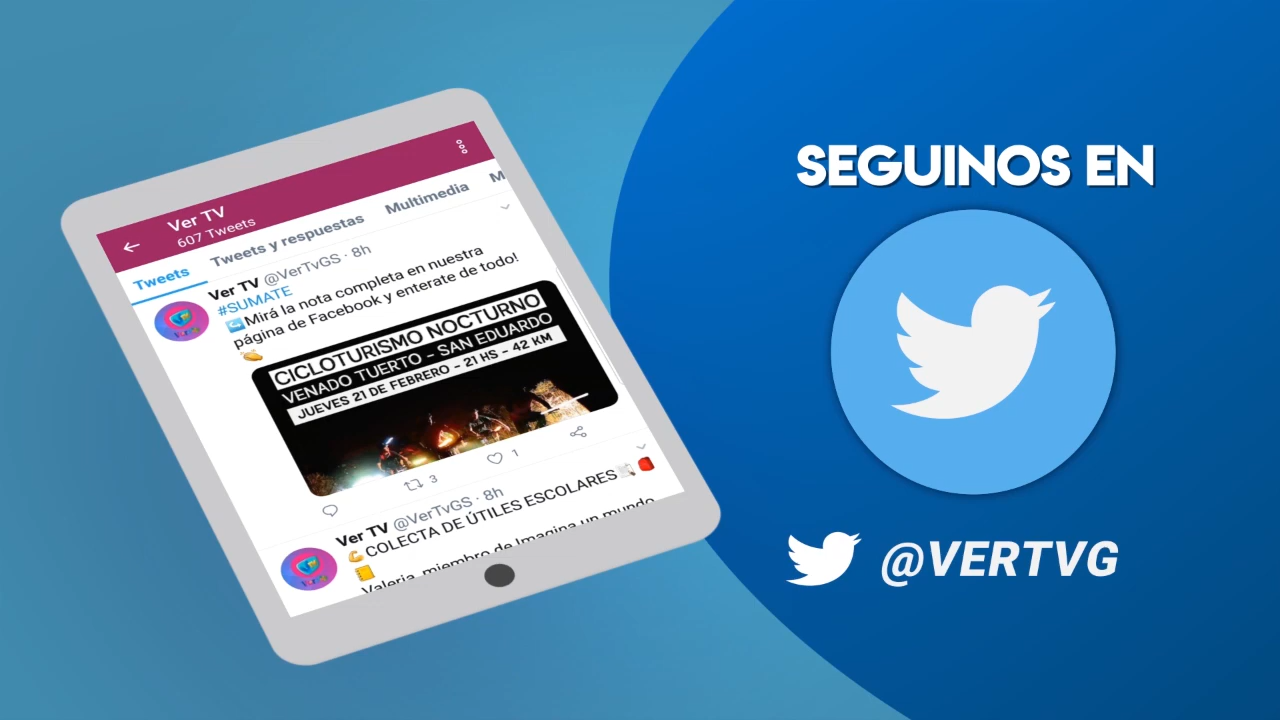 Ver TV
607 Tweets
Tweets
Tweets y respuestas
Multimedia
M
Ver TV @VerTvGS · 8h
#SUMATE
➡️Mirá la nota completa en nuestra
página de Facebook y enterate de todo!
👏
CICLOTURISMO NOCTURNO
VENADO TUERTO - SAN EDUARDO
JUEVES 21 DE FEBRERO - 21 HS - 42 KM
3
1
Ver TV @VerTvGS · 8h
💪COLECTA DE ÚTILES ESCOLARES
Valeria, miembro de Imagina un mundo
SEGUINOS EN
@VERTVG